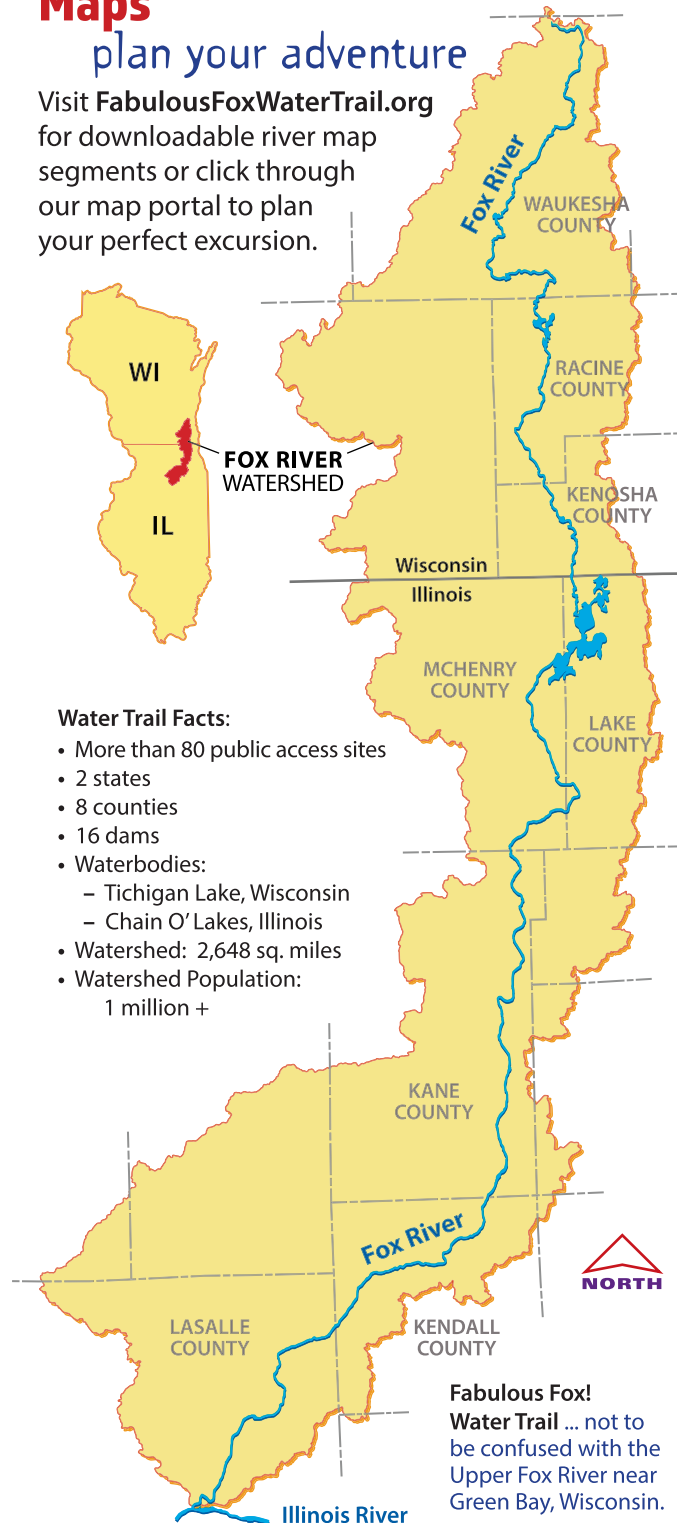 Maps
plan your adventure
Visit FabulousFoxWaterTrail.org
for downloadable river map
segments or click through
our map portal to plan
your perfect excursion.
Fox River
WAUKESHA
COUNTY
WI
RACINE
COUNTY
FOX RIVER
WATERSHED
KENOSHA
COUNTY
IL
Wisconsin
Illinois
MCHENRY
COUNTY
LAKE
COUNTY
Water Trail Facts:
• More than 80 public access sites
• 2 states
• 8 counties
• 16 dams
• Waterbodies:
– Tichigan Lake, Wisconsin
– Chain O’ Lakes, Illinois
• Watershed: 2,648 sq. miles
• Watershed Population:
1 million +
KANE
COUNTY
Fox River
NORTH
LASALLE
COUNTY
KENDALL
COUNTY
Fabulous Fox!
Water Trail ... not to
be confused with the
Upper Fox River near
Green Bay, Wisconsin.
Illinois River